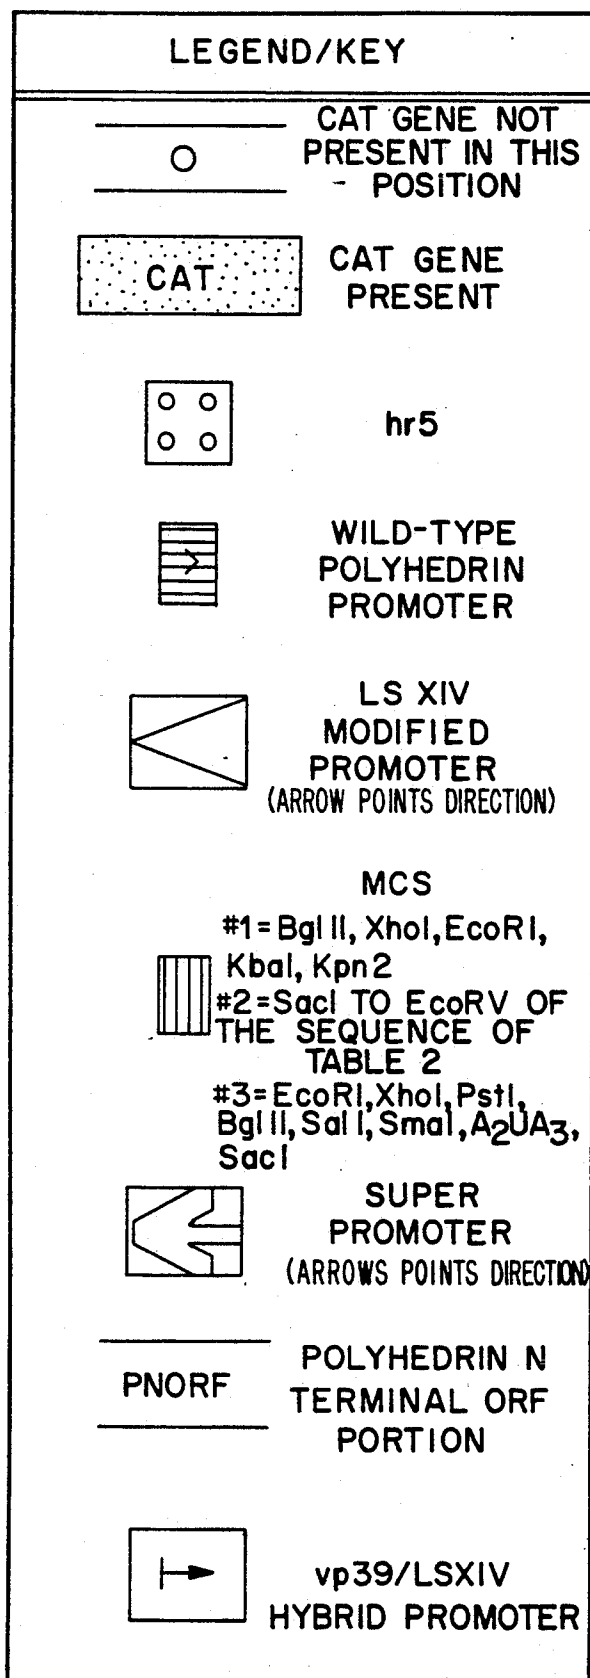 LEGEND/KEY
CAT GENE NOT
PRESENT IN THIS
POSITION
CAT
CAT GENE
PRESENT
hr5
WILD-TYPE
POLYHEDRIN
PROMOTER
LS XIV
MODIFIED
PROMOTER
(ARROW POINTS DIRECTION)
MCS
#1=Bgl II, XhoI, EcoRI,
KbaI, Kpn2
#2=SacI TO EcoRV OF
THE SEQUENCE OF
TABLE 2
#3=EcoRI, XhoI, PstI,
Bgl II, Sal I, SmaI, A₂UA₃,
SacI
SUPER
PROMOTER
(ARROWS POINTS DIRECTION)
PNORF
POLYHEDRIN N
TERMINAL ORF
PORTION
vp39/LSXIV
HYBRID PROMOTER